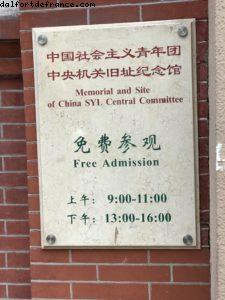 dalfortdefrance.com
中国社会主义青年团
中央机关旧址纪念馆
Memorial and Site
of China SYL Central Committee
免费参观
Free Admission
上午: 9:00-11:00
下午: 13:00-16:00